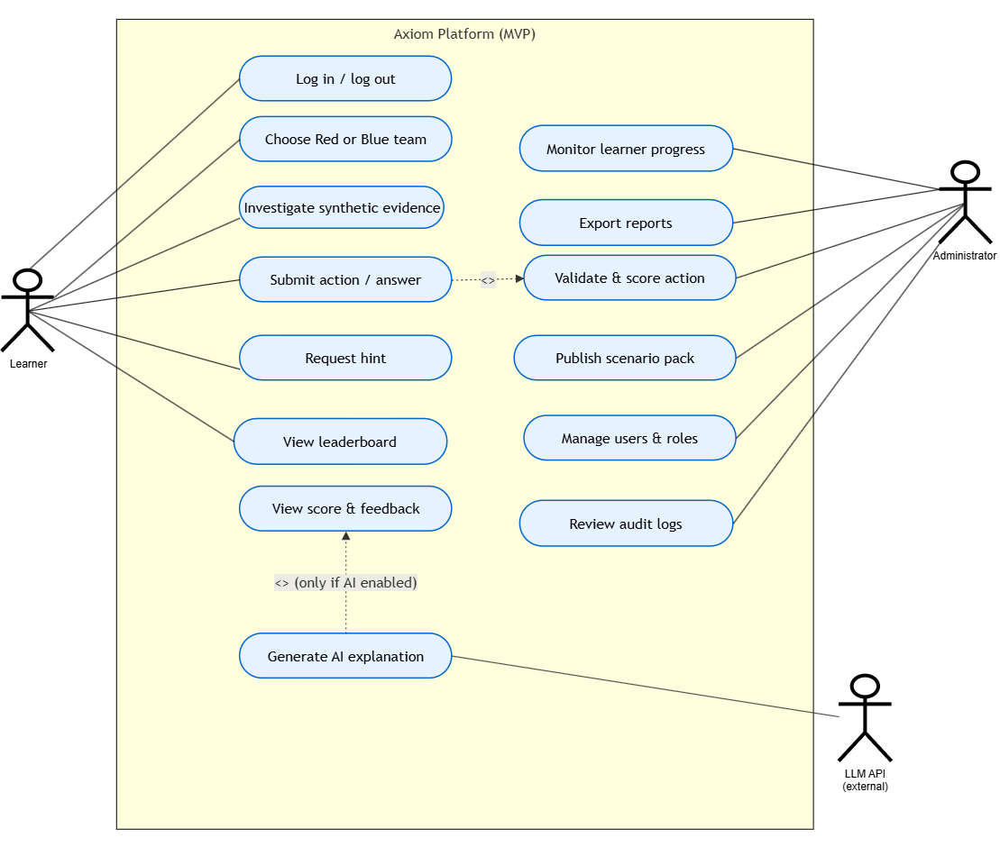 Axiom Platform (MVP)
Log in / log out
Choose Red or Blue team
Monitor learner progress
Investigate synthetic evidence
Export reports
Submit action / answer
<>
Validate & score action
Administrator
Learner
Request hint
Publish scenario pack
View leaderboard
Manage users & roles
View score & feedback
Review audit logs
<> (only if AI enabled)
Generate AI explanation
LLM API
(external)